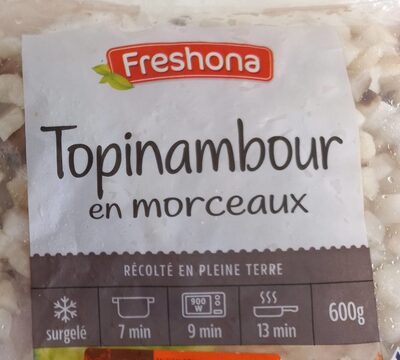 Freshona
Topinambour
en morceaux
RÉCOLTÉ EN PLEINE TERRE
900 W
surgelé 7 min 9 min 13 min 600g